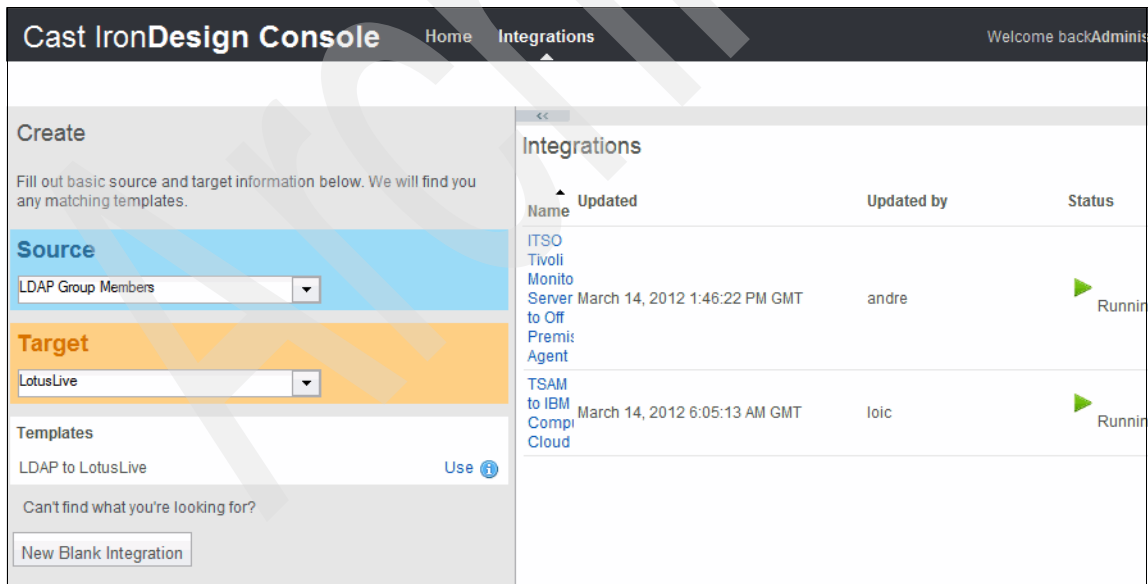 Cast IronDesign Console Home Integrations Welcome backAdminis
Create
Fill out basic source and target information below. We will find you
any matching templates.
Source
LDAP Group Members
Target
LotusLive
Templates
LDAP to LotusLive Use
Can't find what you're looking for?
New Blank Integration
<<
Integrations
Name Updated Updated by Status
ITSO
Tivoli
Monito
Server March 14, 2012 1:46:22 PM GMT andre
to Off Runnin
Premis
Agent
TSAM
to IBM March 14, 2012 6:05:13 AM GMT loic
Compu Runnin
Cloud